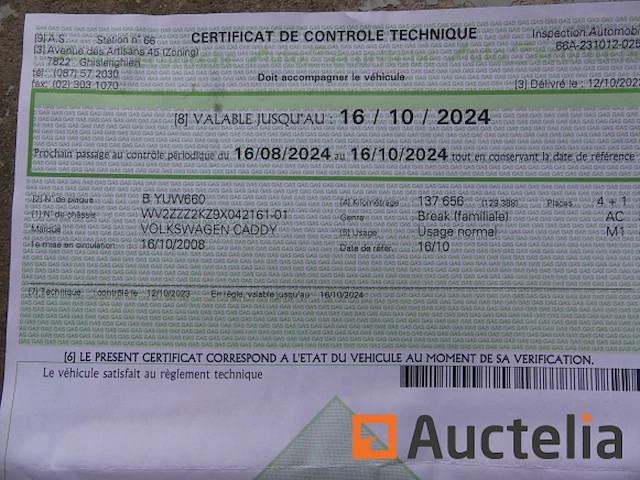 [9] A.S. Station n° 66
CERTIFICAT DE CONTROLE TECHNIQUE
Inspection Automobi
[3] Avenue des Artisans 45 (Zoning)
66A-231012-025
7822 Ghislenghien
tél: (087) 57 2030
Doit accompagner le véhicule
fax: (02) 303 1070
[3] Délivré le : 12/10/202
[8] VALABLE JUSQU'AU : 16 / 10 / 2024
Prochain passage au contrôle périodique du 16/08/2024 au 16/10/2024 tout en conservant la date de référence
[2] N° de plaque B YUW660 [4] Kilométrage 137 656 (129 388) Places 4 + 1
[1] N° de châssis WV2ZZZ2KZ9X042161-01 Genre Break (familiale) AC
Marque VOLKSWAGEN CADDY [5] Usage Usage normal M1
1e mise en circulation 16/10/2008 Date de réfer. 16/10
[7] Technique contrôlé le 12/10/2023 En règle, valable jusqu'au 16/10/2024
[6] LE PRESENT CERTIFICAT CORRESPOND A L'ETAT DU VEHICULE AU MOMENT DE SA VERIFICATION.
Le véhicule satisfait au règlement technique
Auctelia